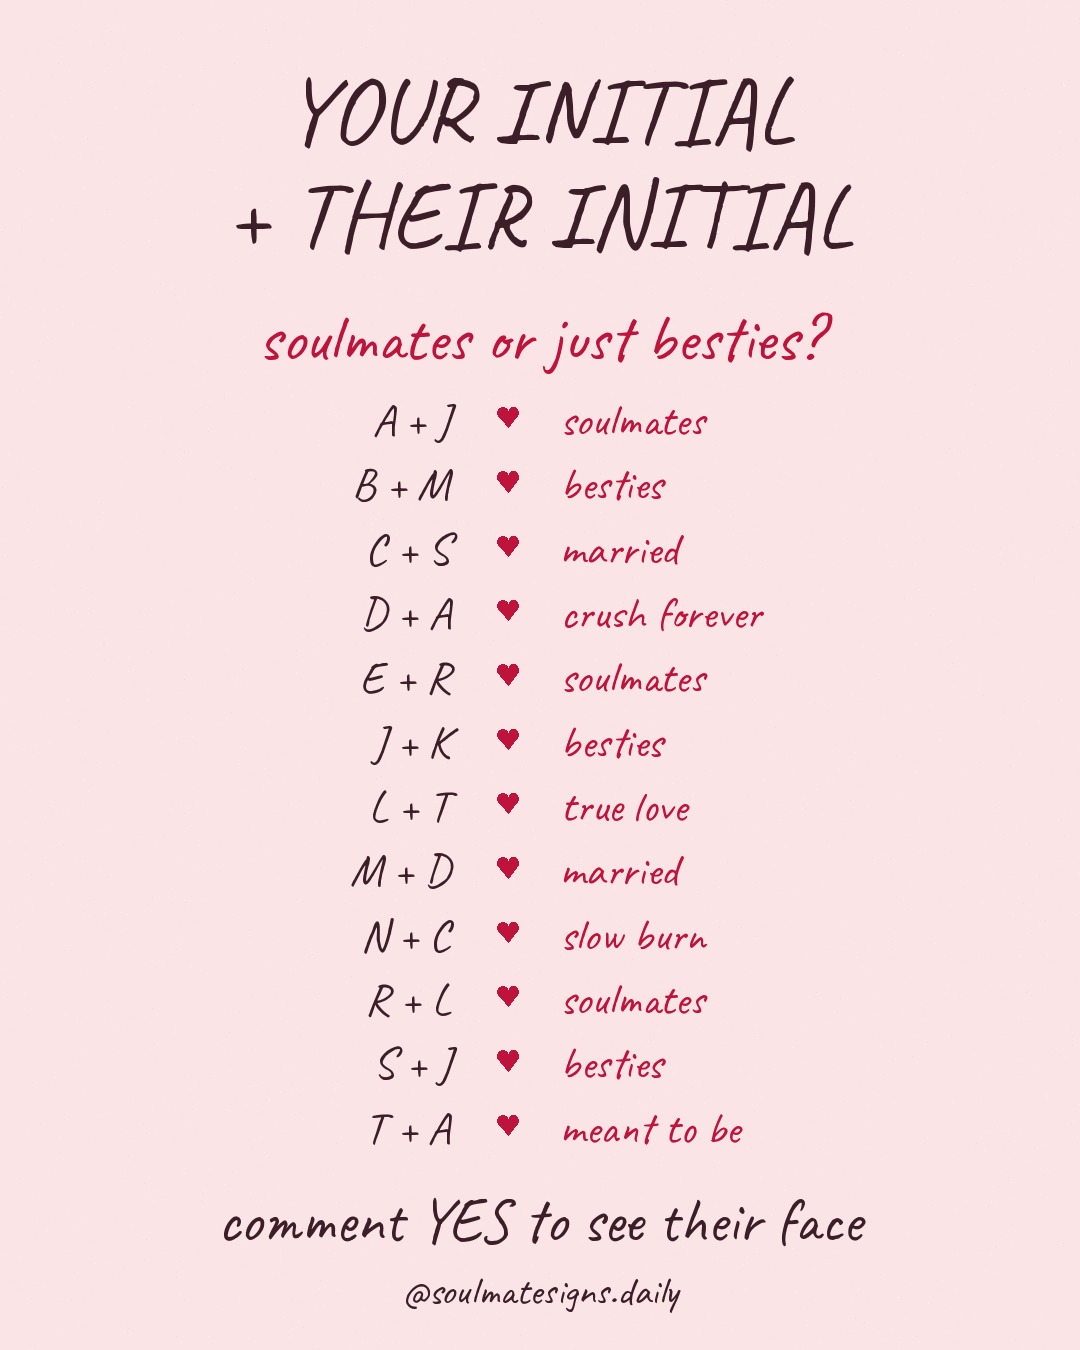 YOUR INITIAL
+ THEIR INITIAL
soulmates or just besties?
A + J ♥ soulmates
B + M ♥ besties
C + S ♥ married
D + A ♥ crush forever
E + R ♥ soulmates
J + K ♥ besties
L + T ♥ true love
M + D ♥ married
N + C ♥ slow burn
R + L ♥ soulmates
S + J ♥ besties
T + A ♥ meant to be
comment YES to see their face
@soulmatesigns.daily